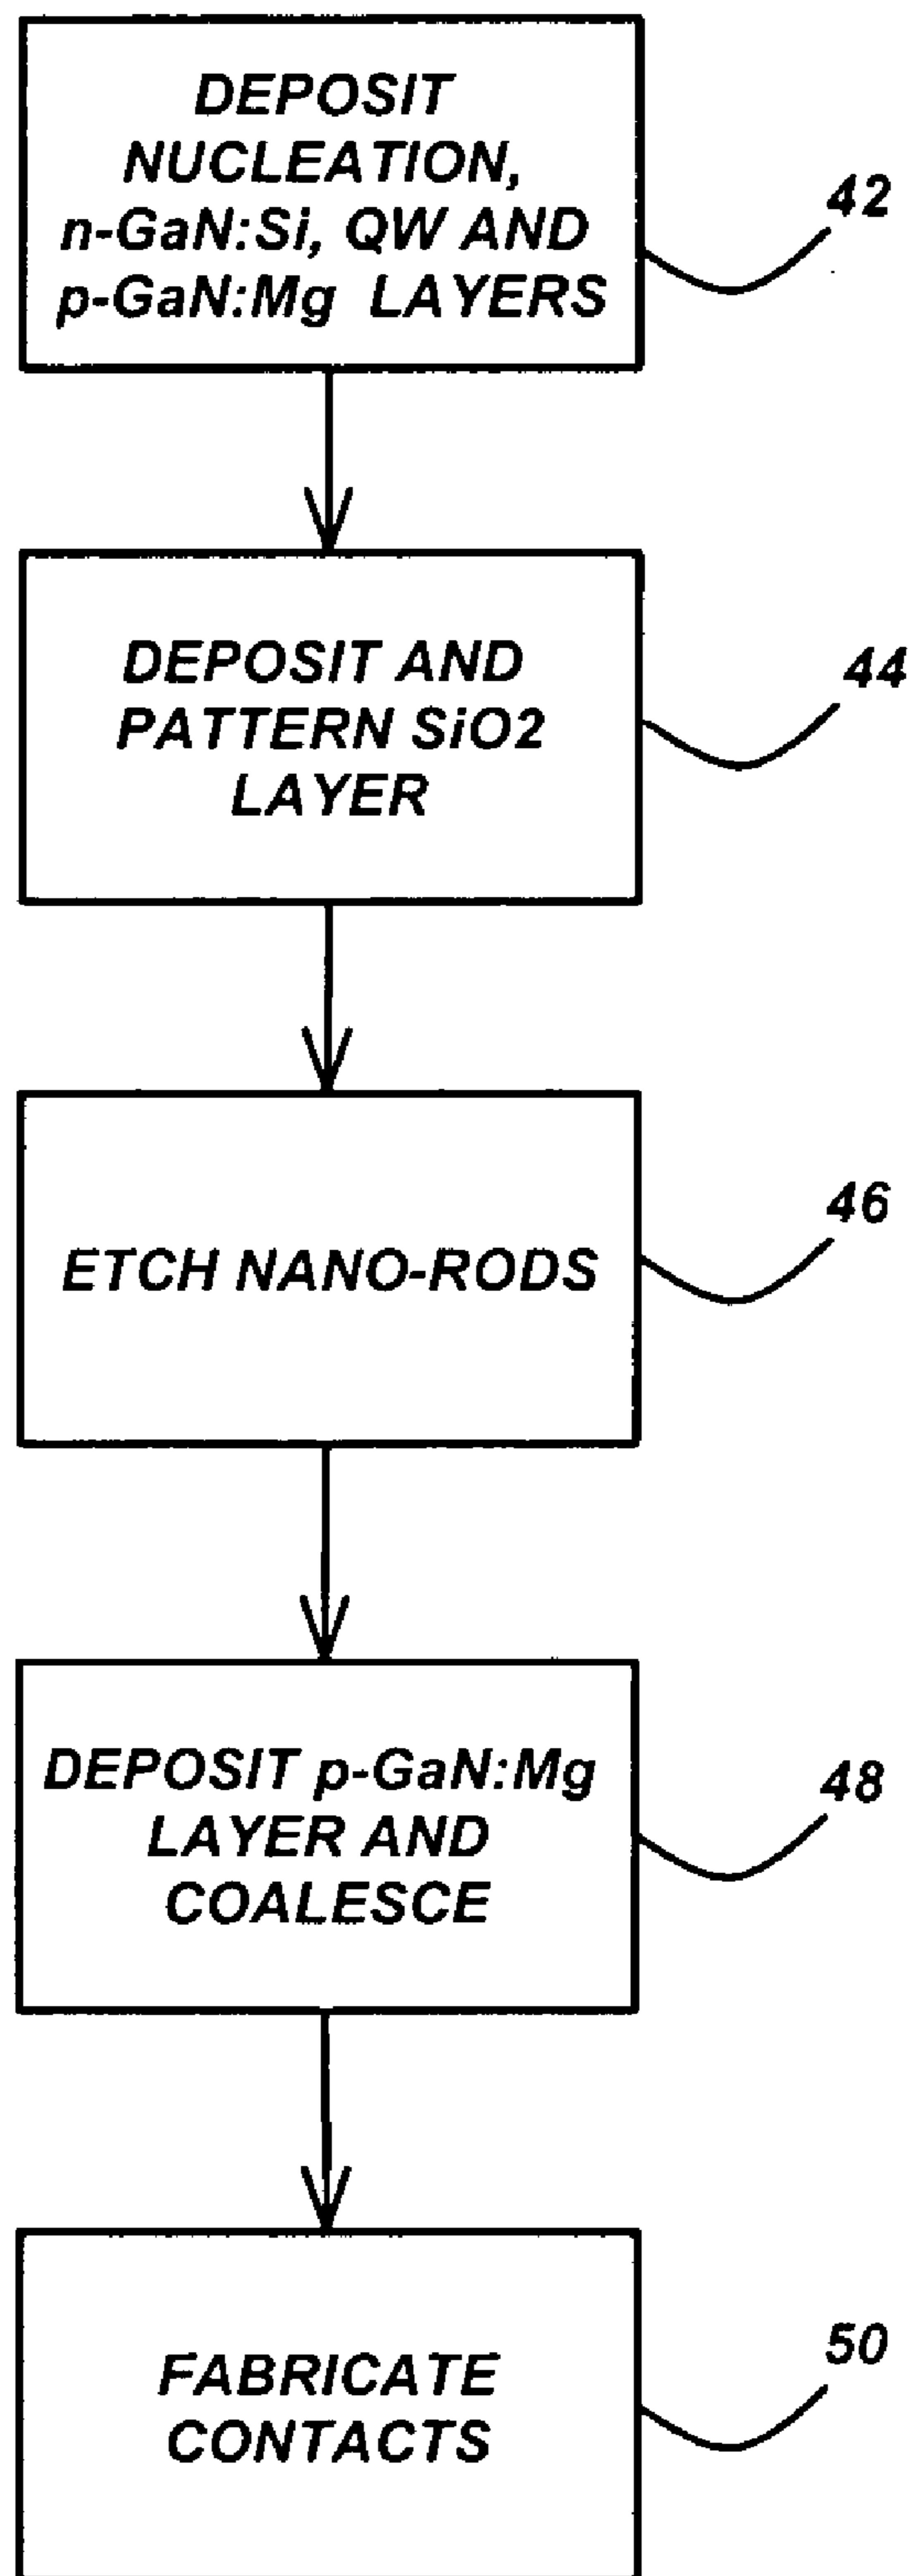 DEPOSIT
NUCLEATION,
n-GaN:Si, QW AND
p-GaN:Mg LAYERS
42
DEPOSIT AND
PATTERN SiO2
LAYER
44
ETCH NANO-RODS
46
DEPOSIT p-GaN:Mg
LAYER AND
COALESCE
48
FABRICATE
CONTACTS
50